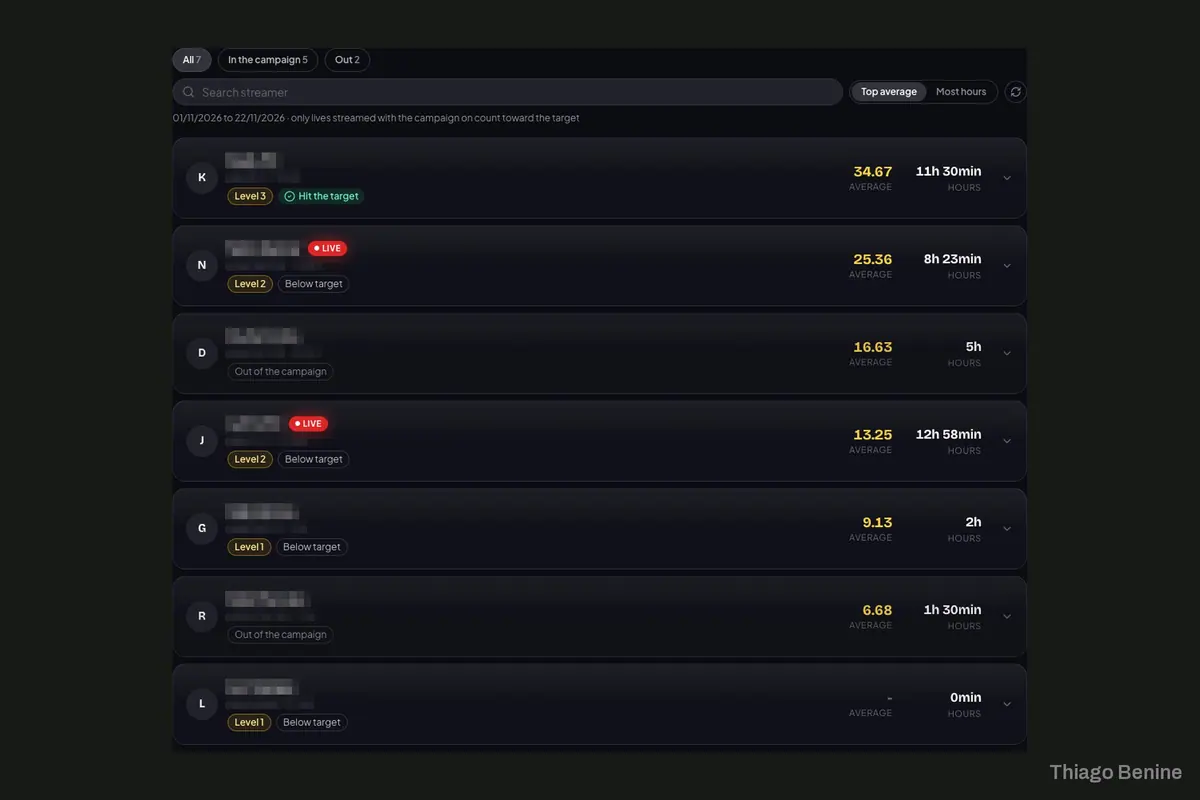 All 7 In the campaign 5 Out 2
Search streamer Top average Most hours
01/11/2026 to 22/11/2026 · only lives streamed with the campaign on count toward the target
K 34.67 11h 30min
AVERAGE HOURS
Level 3 Hit the target
LIVE
N 25.36 8h 23min
AVERAGE HOURS
Level 2 Below target
D 16.63 5h
AVERAGE HOURS
Out of the campaign
LIVE
J 13.25 12h 58min
AVERAGE HOURS
Level 2 Below target
G 9.13 2h
AVERAGE HOURS
Level 1 Below target
R 6.68 1h 30min
AVERAGE HOURS
Out of the campaign
L - 0min
AVERAGE HOURS
Level 1 Below target
Thiago Benine